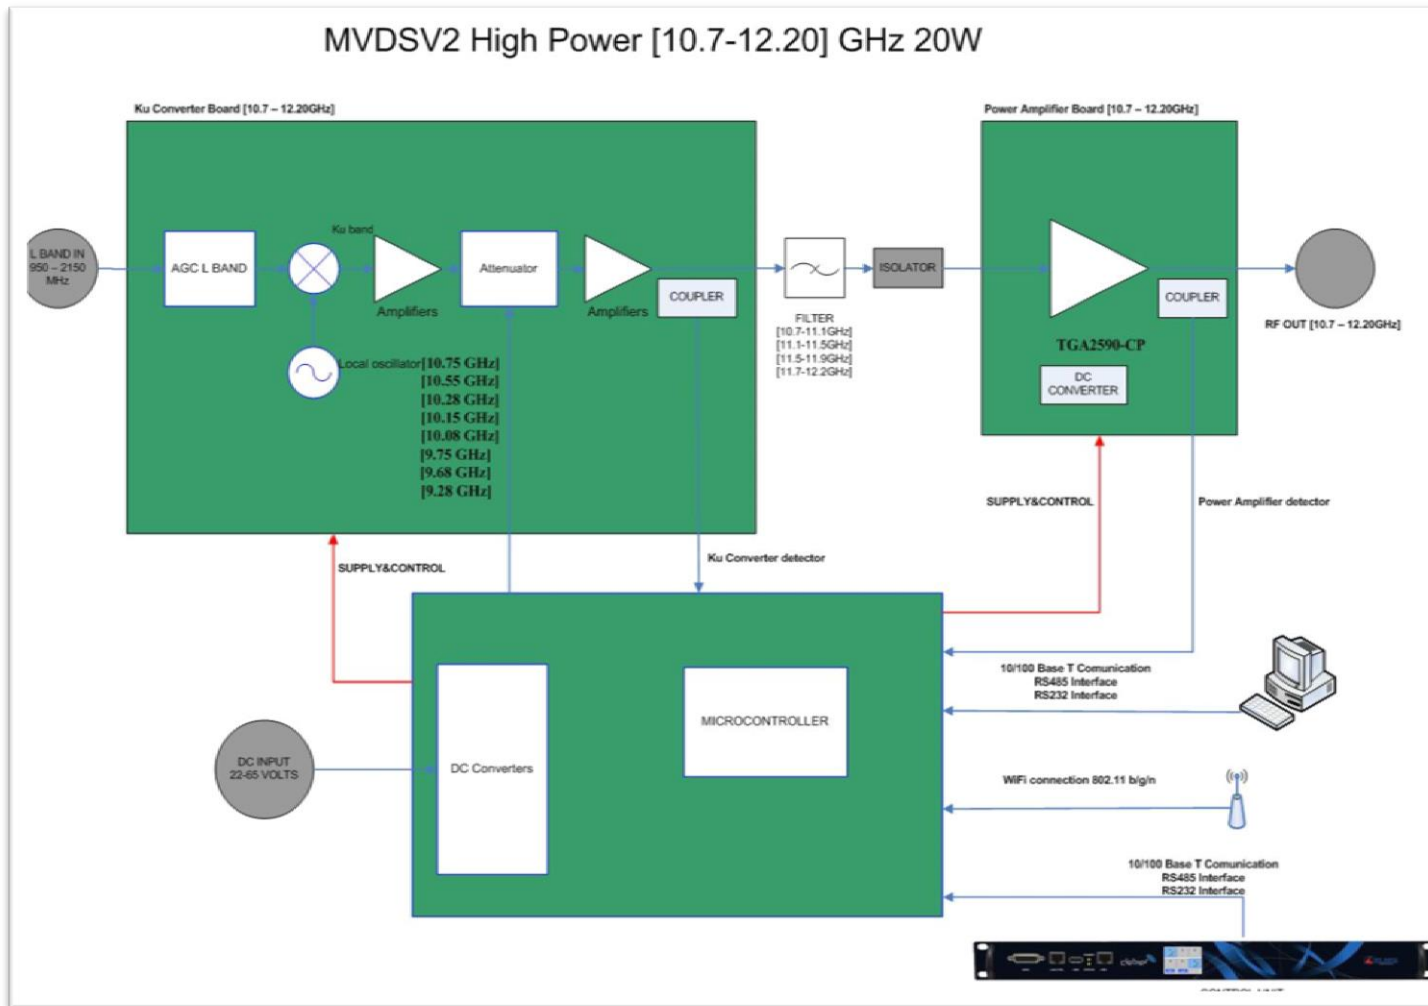 MVDSV2 High Power [10.7-12.20] GHz 20W
Ku Converter Board [10.7 – 12.20GHz]
Power Amplifier Board [10.7 – 12.20GHz]
L BAND IN
950 – 2150
MHz
AGC L BAND
Ku band
Amplifiers
Attenuator
Amplifiers
COUPLER
Local oscillator
[10.75 GHz]
[10.55 GHz]
[10.28 GHz]
[10.15 GHz]
[10.08 GHz]
[9.75 GHz]
[9.68 GHz]
[9.28 GHz]
FILTER
[10.7-11.1GHz]
[11.1-11.5GHz]
[11.5-11.9GHz]
[11.7-12.2GHz]
ISOLATOR
COUPLER
TGA2590-CP
DC
CONVERTER
RF OUT [10.7 – 12.20GHz]
SUPPLY&CONTROL
Ku Converter detector
SUPPLY&CONTROL
Power Amplifier detector
DC INPUT
22-65 VOLTS
DC Converters
MICROCONTROLLER
10/100 Base T Comunication
RS485 Interface
RS232 Interface
WiFi connection 802.11 b/g/n
10/100 Base T Comunication
RS485 Interface
RS232 Interface